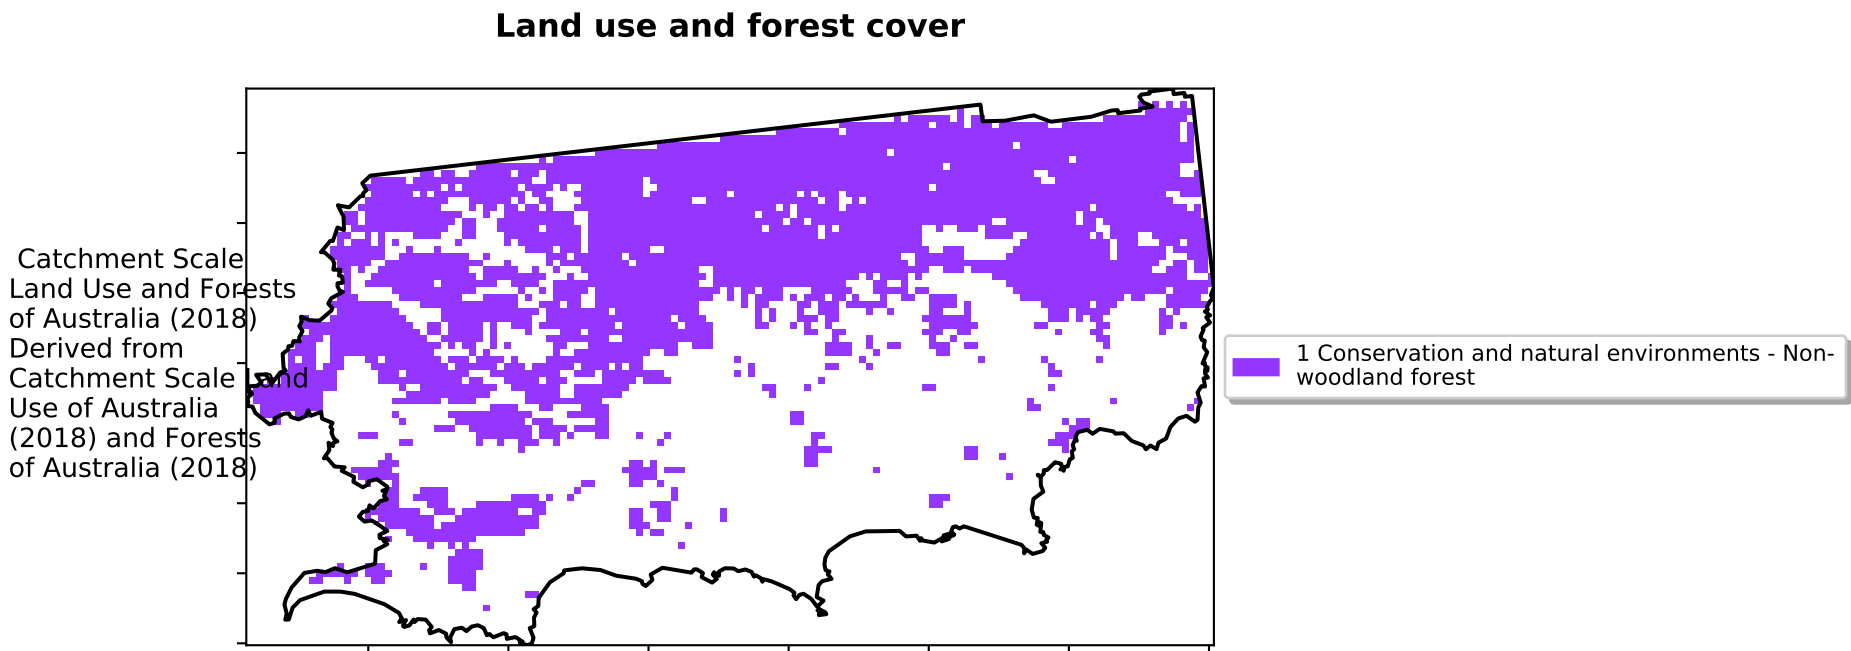 Land use and forest cover
Catchment Scale
Land Use and Forests
of Australia (2018)
Derived from
Catchment Scale Land
Use of Australia
(2018) and Forests
of Australia (2018)
1 Conservation and natural environments - Non-
woodland forest